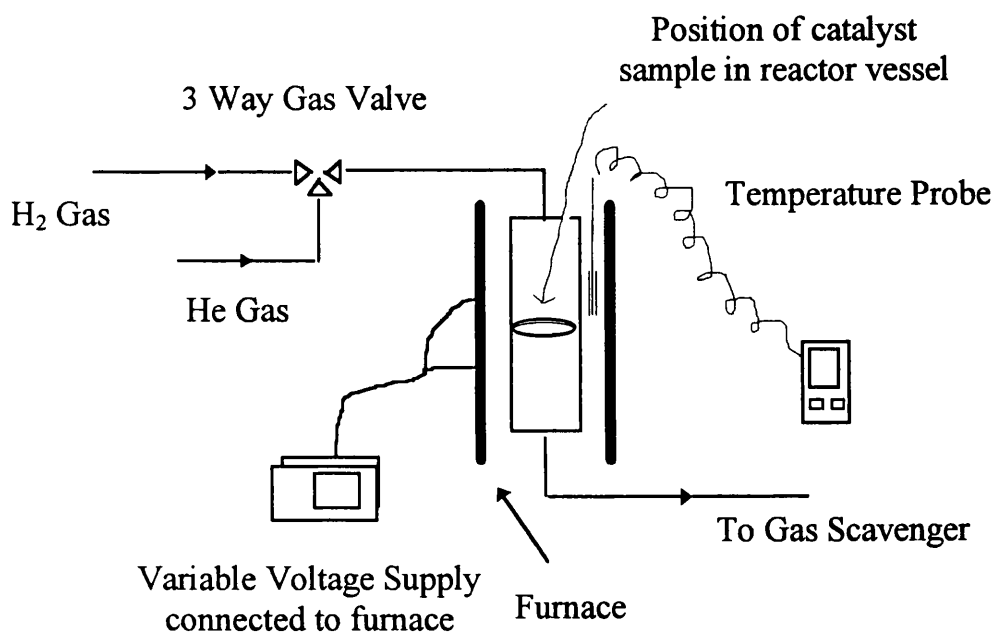 Position of catalyst
sample in reactor vessel
3 Way Gas Valve
H₂ Gas
Temperature Probe
He Gas
To Gas Scavenger
Variable Voltage Supply
connected to furnace
Furnace